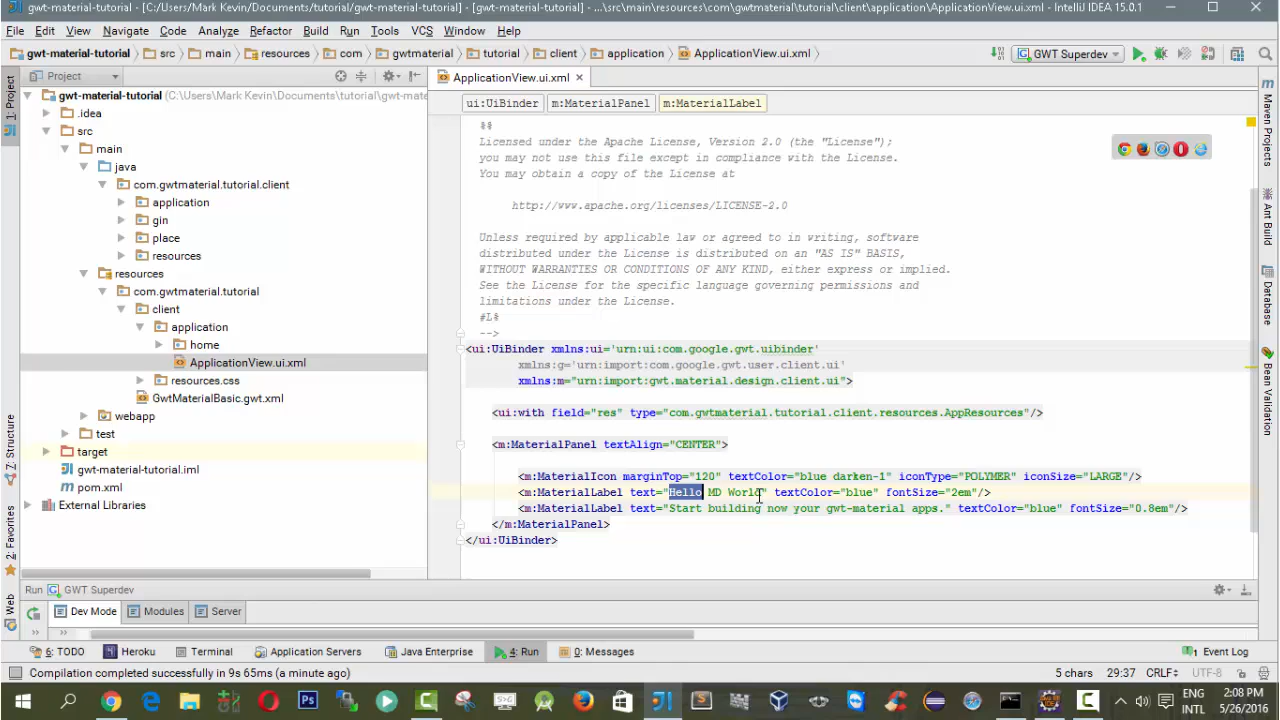 gwt-material-tutorial - [C:\Users\Mark Kevin\Documents\tutorial\gwt-material-tutorial] - [gwt-material-tutorial] - ...\src\main\resources\com\gwtmaterial\tutorial\client\application\ApplicationView.ui.xml - IntelliJ IDEA 15.0.1
File Edit View Navigate Code Analyze Refactor Build Run Tools VCS Window Help
gwt-material-tutorial src main resources com gwtmaterial tutorial client application ApplicationView.ui.xml GWT Superdev
Project ApplicationView.ui.xml
gwt-material-tutorial (C:\Users\Mark Kevin\Documents\tutorial\gwt-mate
ui:UiBinder m:MaterialPanel m:MaterialLabel
.idea
src
main
java
com.gwtmaterial.tutorial.client
application
gin
place
resources
resources
com.gwtmaterial.tutorial
client
application
home
ApplicationView.ui.xml
resources.css
GwtMaterialBasic.gwt.xml
webapp
test
target
gwt-material-tutorial.iml
pom.xml
External Libraries
%%
Licensed under the Apache License, Version 2.0 (the "License");
you may not use this file except in compliance with the License.
You may obtain a copy of the License at
http://www.apache.org/licenses/LICENSE-2.0
Unless required by applicable law or agreed to in writing, software
distributed under the License is distributed on an "AS IS" BASIS,
WITHOUT WARRANTIES OR CONDITIONS OF ANY KIND, either express or implied.
See the License for the specific language governing permissions and
limitations under the License.
#L%
-->
<ui:UiBinder xmlns:ui='urn:ui:com.google.gwt.uibinder'
xmlns:g='urn:import:com.google.gwt.user.client.ui'
xmlns:m="urn:import:gwt.material.design.client.ui">
<ui:with field="res" type="com.gwtmaterial.tutorial.client.resources.AppResources"/>
<m:MaterialPanel textAlign="CENTER">
<m:MaterialIcon marginTop="120" textColor="blue darken-1" iconType="POLYMER" iconSize="LARGE"/>
<m:MaterialLabel text="Hello MD World" textColor="blue" fontSize="2em"/>
<m:MaterialLabel text="Start building now your gwt-material apps." textColor="blue" fontSize="0.8em"/>
</m:MaterialPanel>
</ui:UiBinder>
1: Project
7: Structure
2: Favorites
Web
Maven Projects
Ant Build
Database
Bean Validation
Run GWT Superdev
Dev Mode Modules Server
6: TODO Heroku Terminal Application Servers Java Enterprise 4: Run 0: Messages 1 Event Log
Compilation completed successfully in 9s 65ms (a minute ago) 5 chars 29:37 CRLF UTF-8
ENG 2:08 PM
INTL 5/26/2016